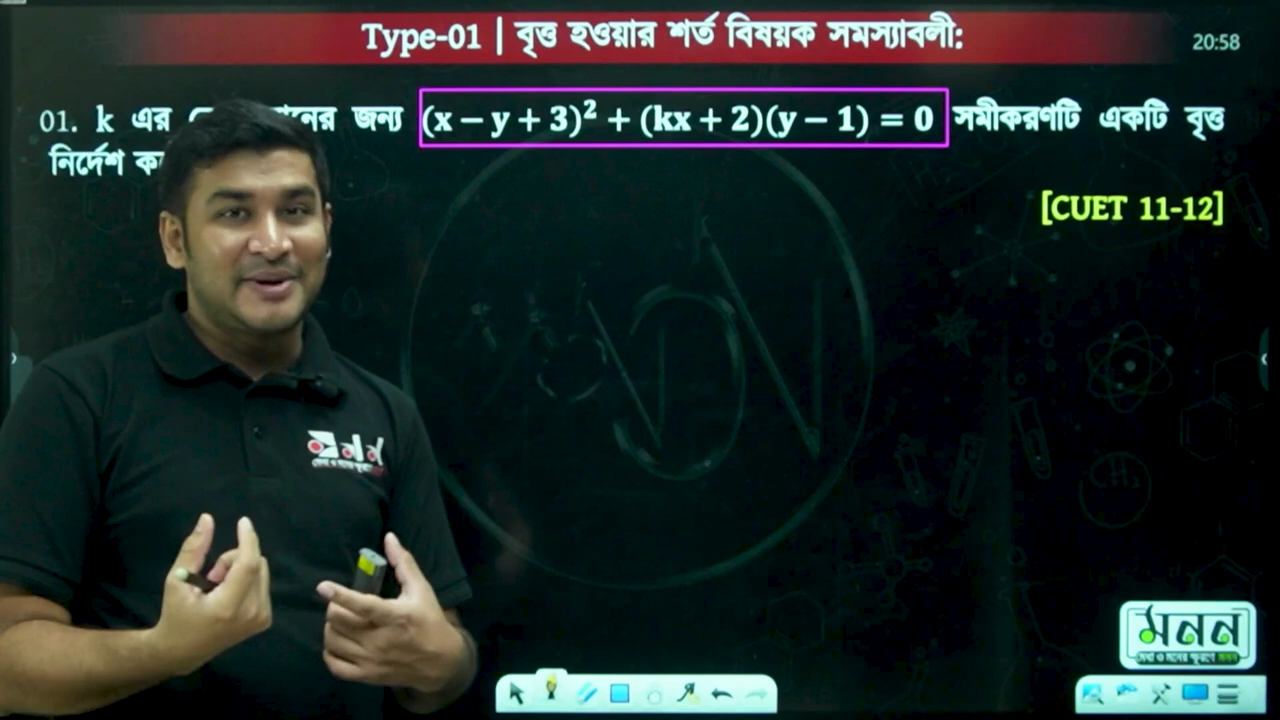 Type-01 | বৃত্ত হওয়ার শর্ত বিষয়ক সমস্যাবলী:
20:58
01. k এর জন্য (x − y + 3)² + (kx + 2)(y − 1) = 0 সমীকরণটি একটি বৃত্ত
নির্দেশ
[CUET 11-12]
মনন
মনন